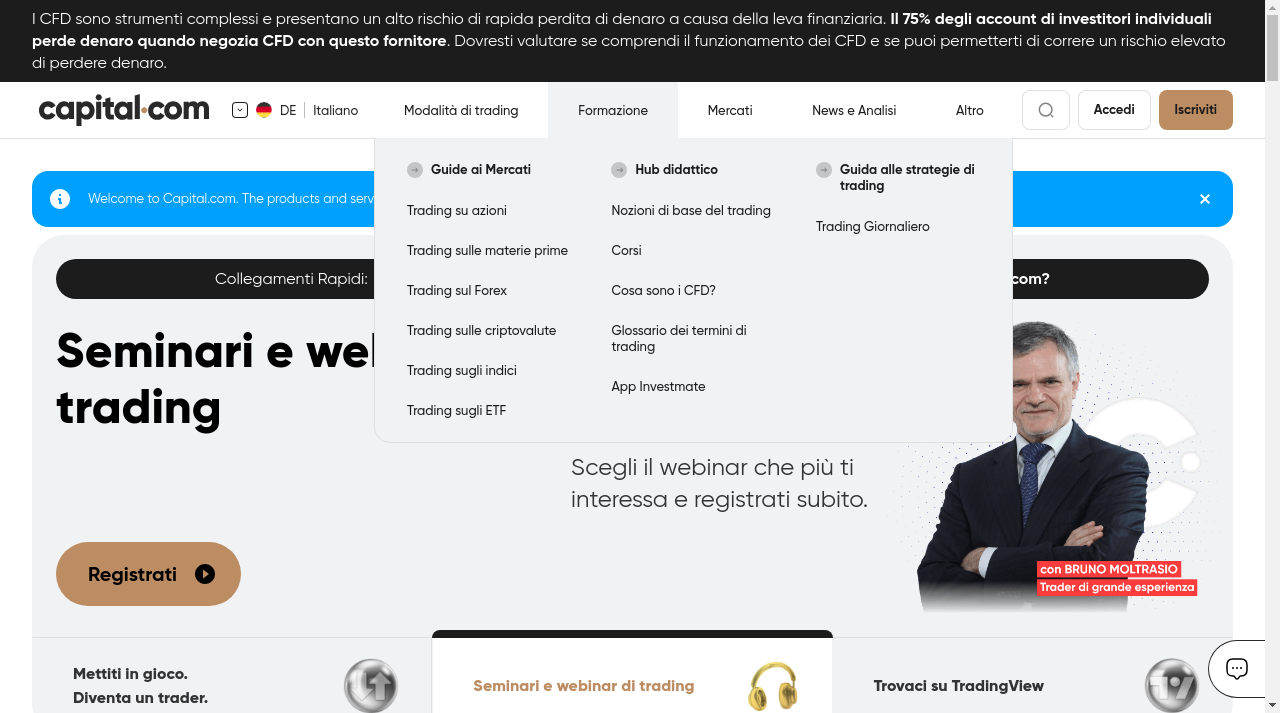 I CFD sono strumenti complessi e presentano un alto rischio di rapida perdita di denaro a causa della leva finanziaria. Il 75% degli account di investitori individuali
perde denaro quando negozia CFD con questo fornitore. Dovresti valutare se comprendi il funzionamento dei CFD e se puoi permetterti di correre un rischio elevato
di perdere denaro.
capital.com
DE | Italiano
Modalità di trading
Formazione
Mercati
News e Analisi
Altro
Accedi
Iscriviti
Guide ai Mercati
Trading su azioni
Trading sulle materie prime
Trading sul Forex
Trading sulle criptovalute
Trading sugli indici
Trading sugli ETF
Hub didattico
Nozioni di base del trading
Corsi
Cosa sono i CFD?
Glossario dei termini di
trading
App Investmate
Guida alle strategie di
trading
Trading Giornaliero
Welcome to Capital.com. The products and serv
Collegamenti Rapidi:
com?
Seminari e we
trading
Scegli il webinar che più ti
interessa e registrati subito.
Registrati
con BRUNO MOLTRASIO
Trader di grande esperienza
Mettiti in gioco.
Diventa un trader.
Seminari e webinar di trading
Trovaci su TradingView